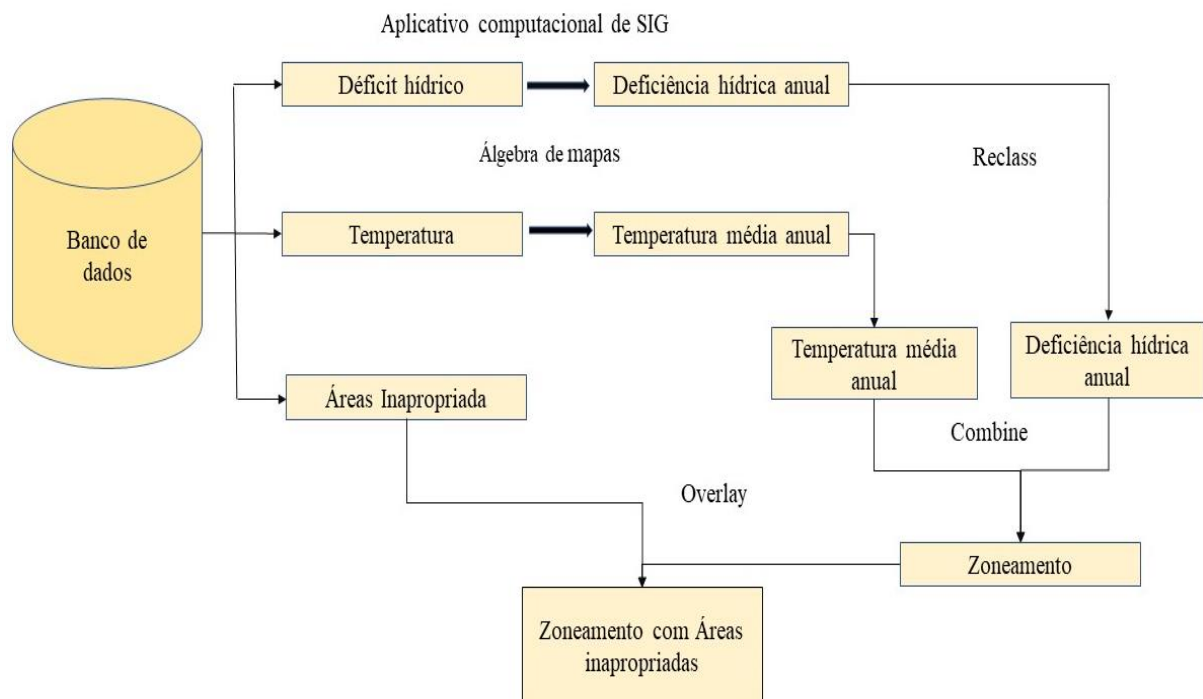 Aplicativo computacional de SIG
Déficit hídrico
Deficiência hídrica anual
Álgebra de mapas
Reclass
Banco de
dados
Temperatura
Temperatura média anual
Temperatura média
anual
Deficiência hídrica
anual
Áreas Inapropriada
Combine
Overlay
Zoneamento
Zoneamento com Áreas
inapropriadas